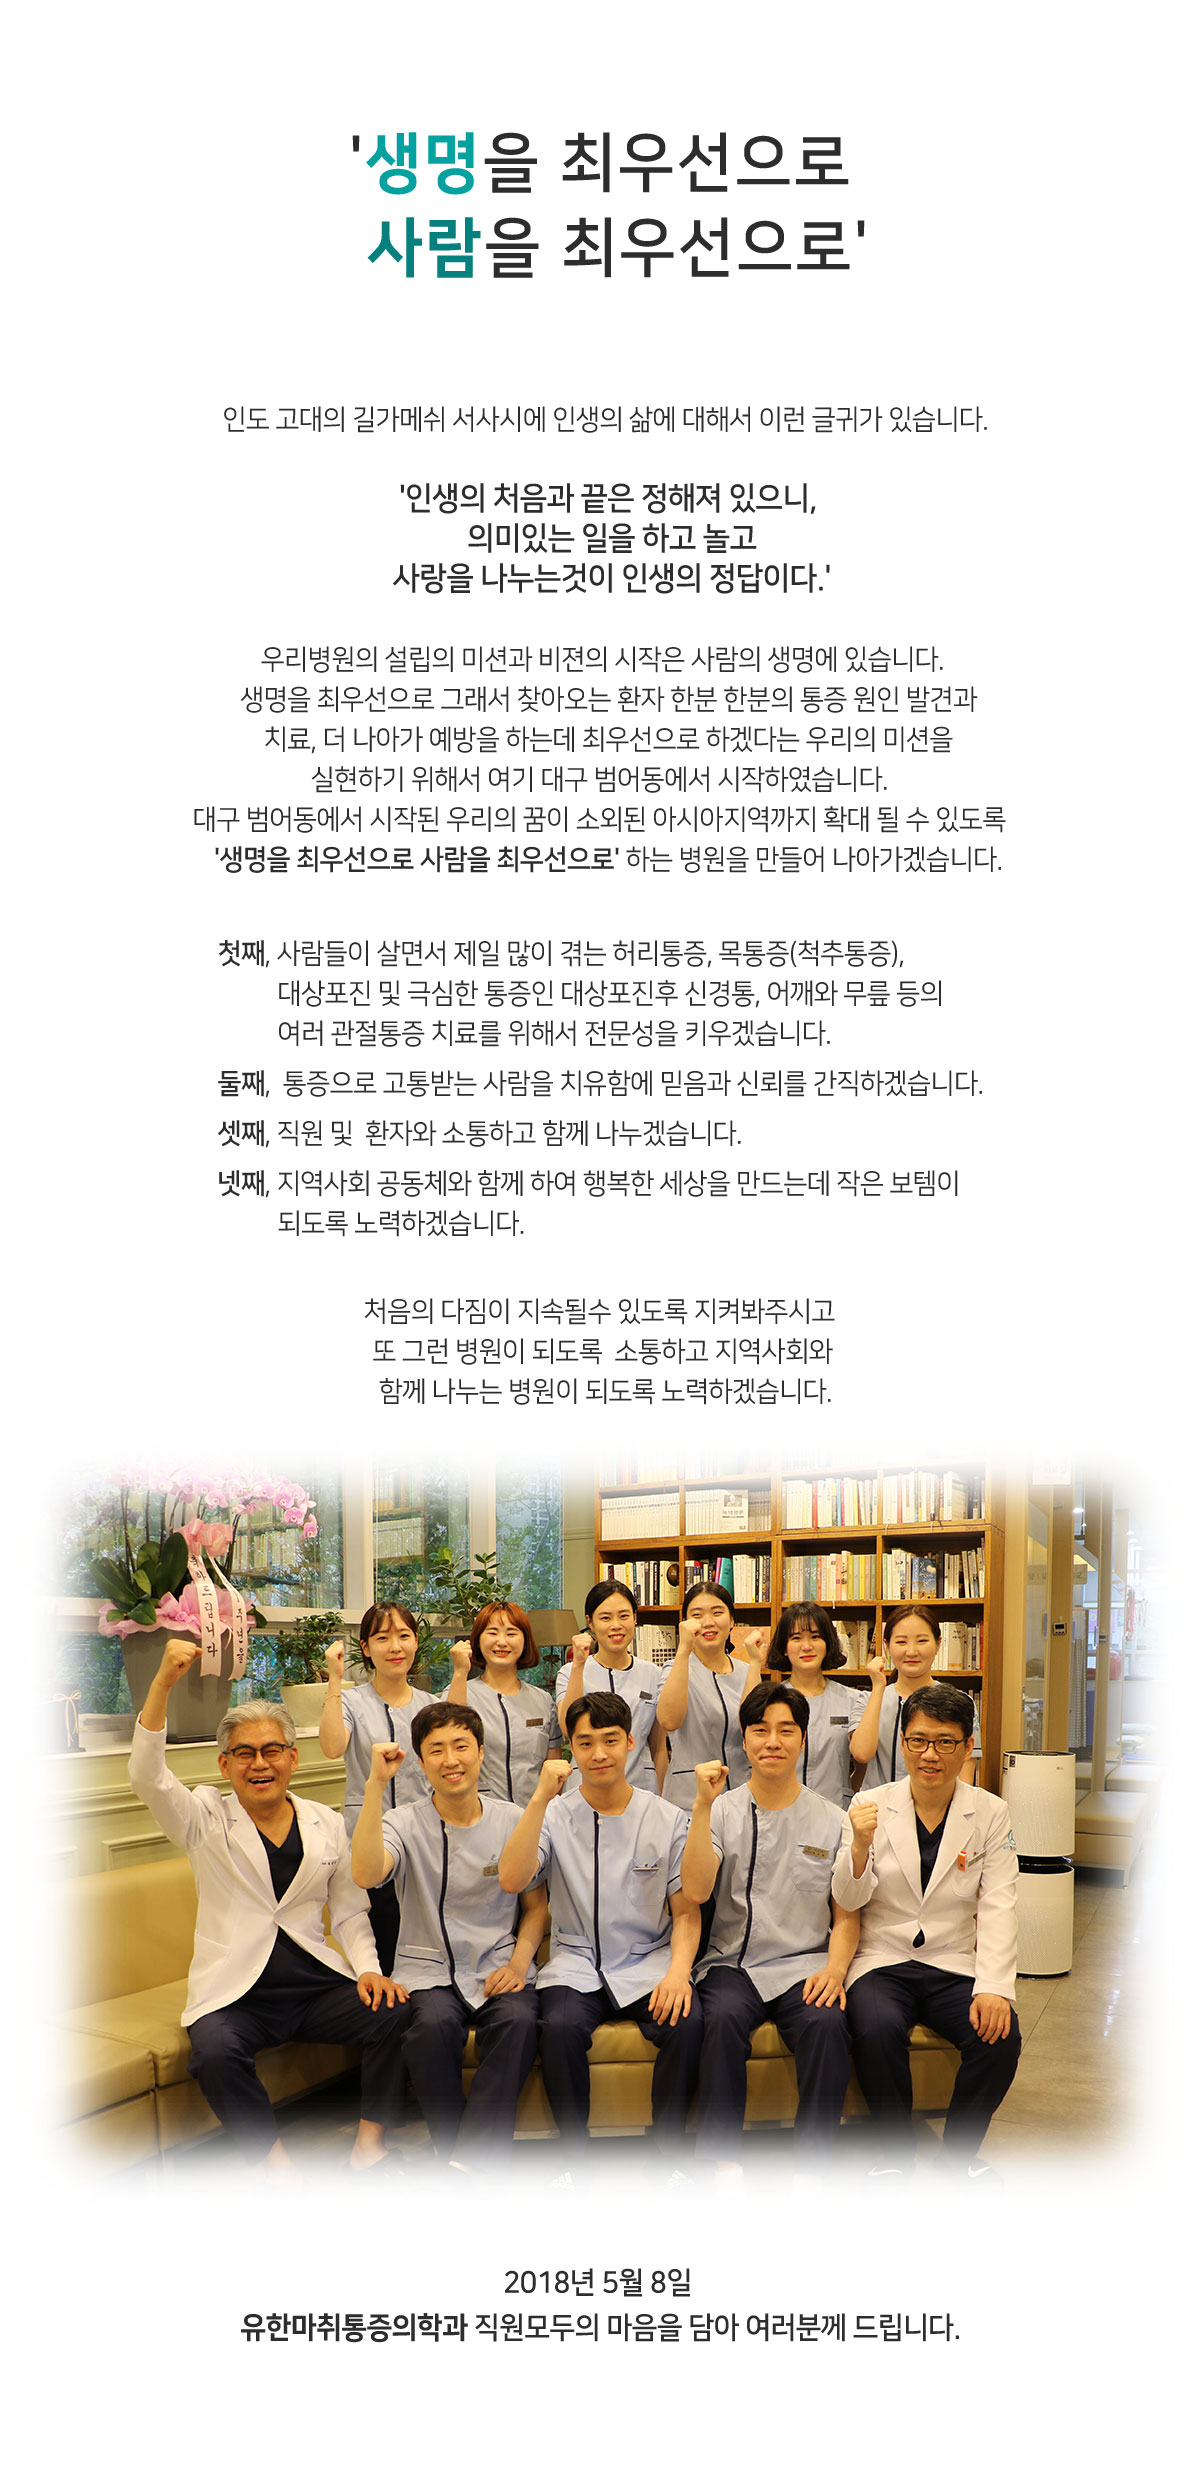 '생명을 최우선으로
사람을 최우선으로'
인도 고대의 길가메쉬 서사시에 인생의 삶에 대해서 이런 글귀가 있습니다.
'인생의 처음과 끝은 정해져 있으니,
의미있는 일을 하고 놀고
사랑을 나누는것이 인생의 정답이다.'
우리병원의 설립의 미션과 비젼의 시작은 사람의 생명에 있습니다.
생명을 최우선으로 그래서 찾아오는 환자 한분 한분의 통증 원인 발견과
치료, 더 나아가 예방을 하는데 최우선으로 하겠다는 우리의 미션을
실현하기 위해서 여기 대구 범어동에서 시작하였습니다.
대구 범어동에서 시작된 우리의 꿈이 소외된 아시아지역까지 확대 될 수 있도록
'생명을 최우선으로 사람을 최우선으로' 하는 병원을 만들어 나아가겠습니다.
첫째, 사람들이 살면서 제일 많이 겪는 허리통증, 목통증(척추통증),
대상포진 및 극심한 통증인 대상포진후 신경통, 어깨와 무릎 등의
여러 관절통증 치료를 위해서 전문성을 키우겠습니다.
둘째, 통증으로 고통받는 사람을 치유함에 믿음과 신뢰를 간직하겠습니다.
셋째, 직원 및 환자와 소통하고 함께 나누겠습니다.
넷째, 지역사회 공동체와 함께 하여 행복한 세상을 만드는데 작은 보템이
되도록 노력하겠습니다.
처음의 다짐이 지속될수 있도록 지켜봐주시고
또 그런 병원이 되도록 소통하고 지역사회와
함께 나누는 병원이 되도록 노력하겠습니다.
드립니다
2018년 5월 8일
유한마취통증의학과 직원모두의 마음을 담아 여러분께 드립니다.